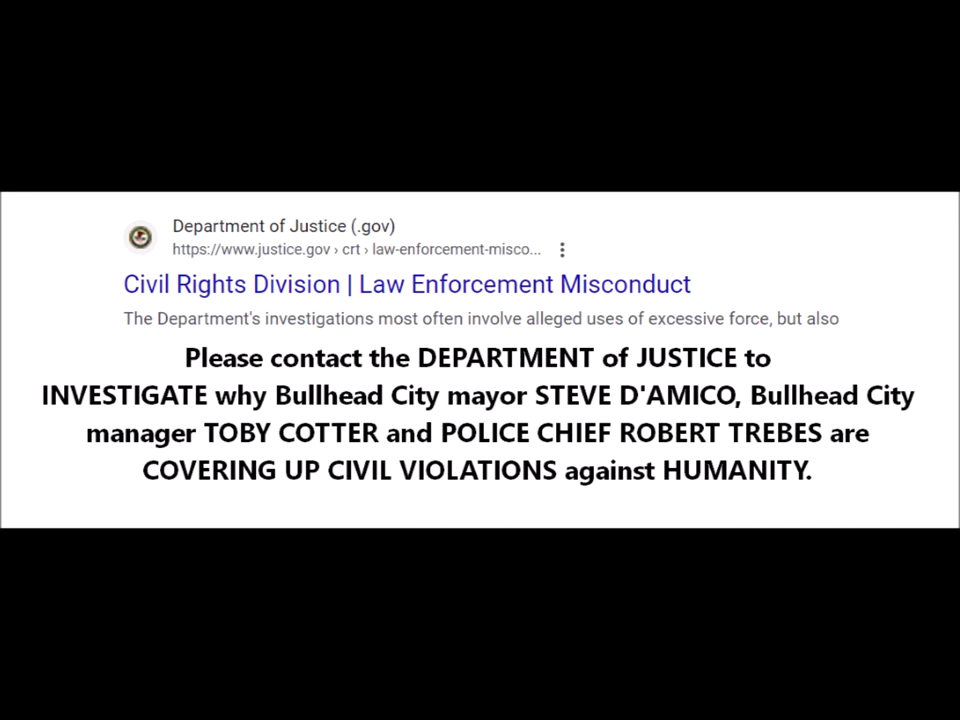 Department of Justice (.gov)
https://www.justice.gov › crt › law-enforcement-misco...
Civil Rights Division | Law Enforcement Misconduct
The Department's investigations most often involve alleged uses of excessive force, but also
Please contact the DEPARTMENT of JUSTICE to
INVESTIGATE why Bullhead City mayor STEVE D'AMICO, Bullhead City
manager TOBY COTTER and POLICE CHIEF ROBERT TREBES are
COVERING UP CIVIL VIOLATIONS against HUMANITY.